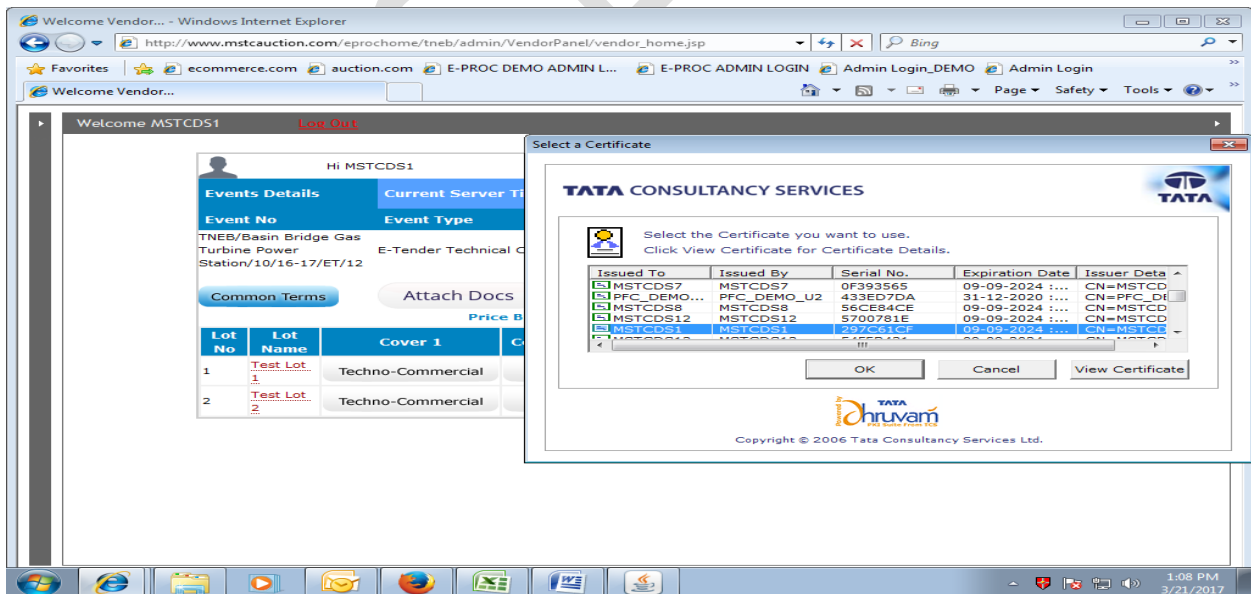 Welcome Vendor... - Windows Internet Explorer
http://www.mstcauction.com/eprochome/tneb/admin/VendorPanel/vendor_home.jsp
Bing
Favorites ecommerce.com auction.com E-PROC DEMO ADMIN L... E-PROC ADMIN LOGIN Admin Login_DEMO Admin Login
Welcome Vendor...
Page Safety Tools
Welcome MSTCDS1 Log Out
Hi MSTCDS1
Events Details Current Server Ti
Event No Event Type
TNEB/Basin Bridge Gas
Turbine Power
Station/10/16-17/ET/12
E-Tender Technical C
Common Terms Attach Docs
Price B
Lot No Lot Name Cover 1 C
1 Test Lot 1 Techno-Commercial
2 Test Lot 2 Techno-Commercial
Select a Certificate
TATA CONSULTANCY SERVICES
TATA
Select the Certificate you want to use.
Click View Certificate for Certificate Details.
Issued To Issued By Serial No. Expiration Date Issuer Deta
MSTCDS7 MSTCDS7 0F393565 09-09-2024 :... CN=MSTCD
PFC_DEMO... PFC_DEMO_U2 433ED7DA 31-12-2020 :... CN=PFC_DE
MSTCDS8 MSTCDS8 56CE84CE 09-09-2024 :... CN=MSTCD
MSTCDS12 MSTCDS12 5700781E 09-09-2024 :... CN=MSTCD
MSTCDS1 MSTCDS1 297C61CF 09-09-2024 :... CN=MSTCD
OK Cancel View Certificate
Powered by
TATA
Dhruvam
PKI Suite From TCS
Copyright © 2006 Tata Consultancy Services Ltd.
1:08 PM
3/21/2017